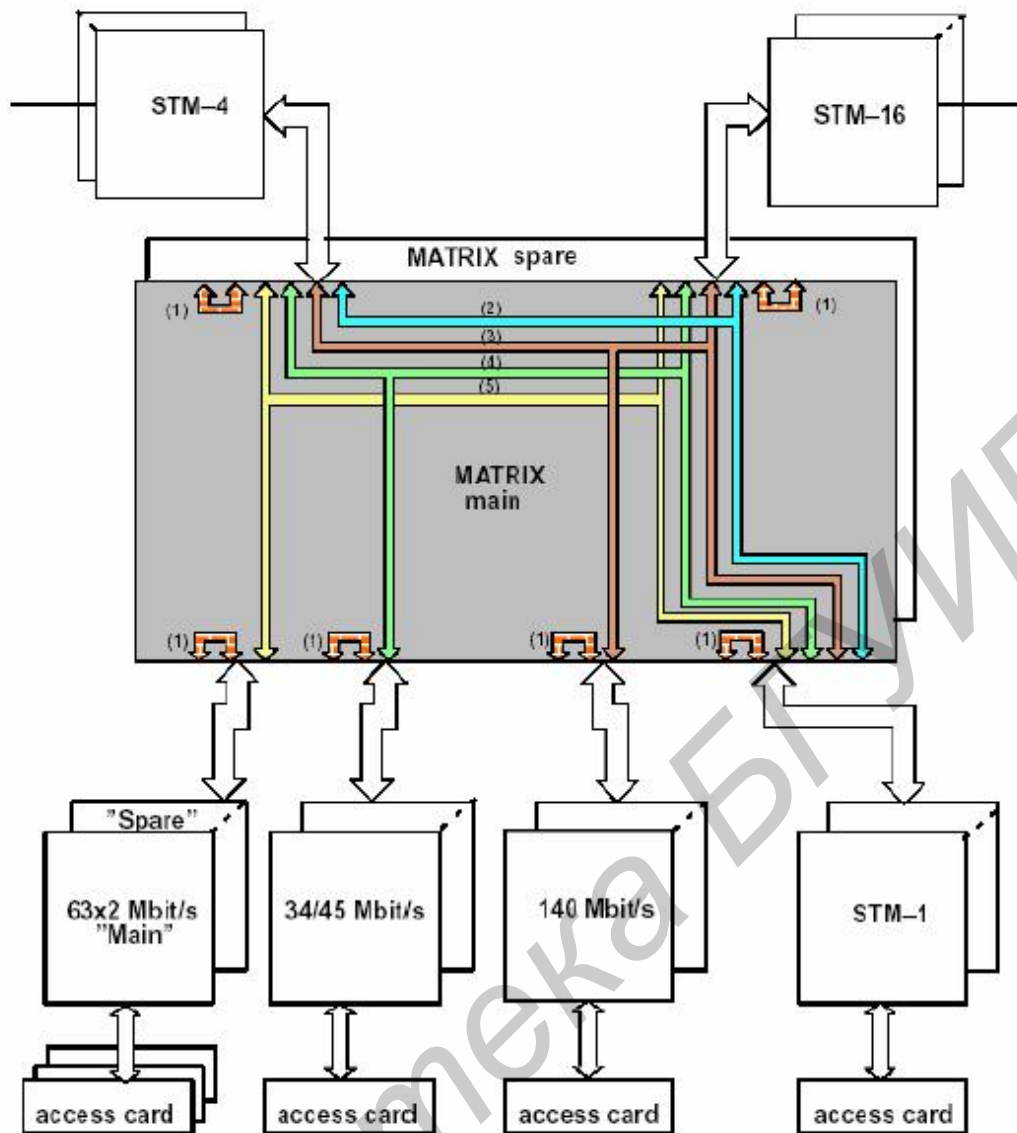 STM–4
STM–16
MATRIX spare
(1)
(2)
(1)
(3)
(4)
(5)
MATRIX
main
(1)
(1)
(1)
(1)
"Spare"
63x2 Mbit/s
"Main"
34/45 Mbit/s
140 Mbit/s
STM–1
access card
access card
access card
access card